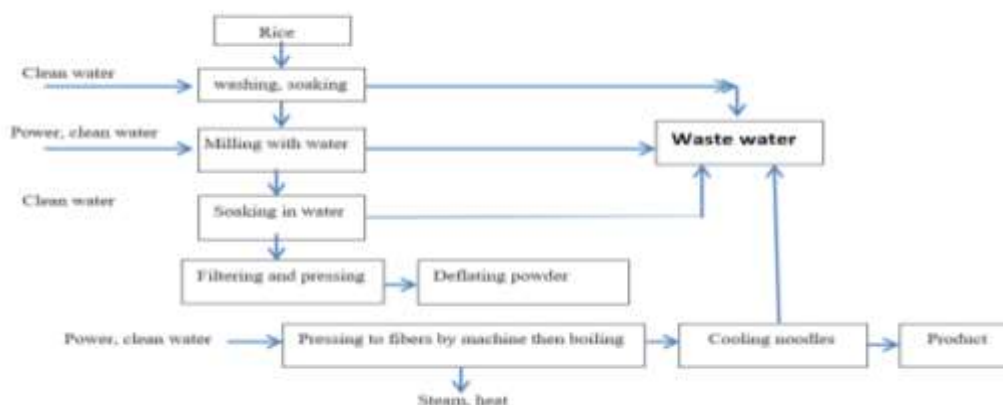 Rice
Clean water
washing, soaking
Power, clean water
Milling with water
Waste water
Clean water
Soaking in water
Filtering and pressing
Deflating powder
Power, clean water
Pressing to fibers by machine then boiling
Cooling noodles
Product
Steam, heat